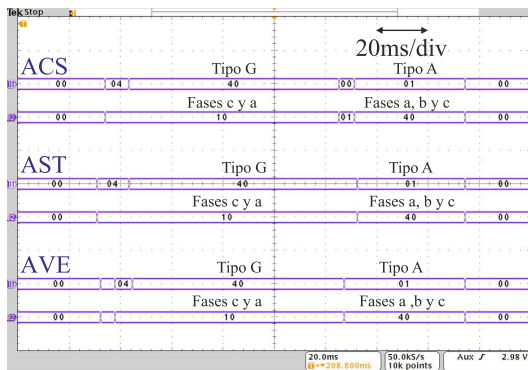 Tek Stop
20ms/div
ACS Tipo G Tipo A
00 04 40 00 01 00
Fases c y a Fases a, b y c
00 10 01 40 00
AST Tipo G Tipo A
00 04 40 01 00
Fases c y a Fases a, b y c
00 10 40 00
AVE Tipo G Tipo A
00 04 40 01 00
Fases c y a Fases a ,b y c
00 10 40 00
20.0ms 50.0kS/s Aux 2.98 V
208.800ms 10k points